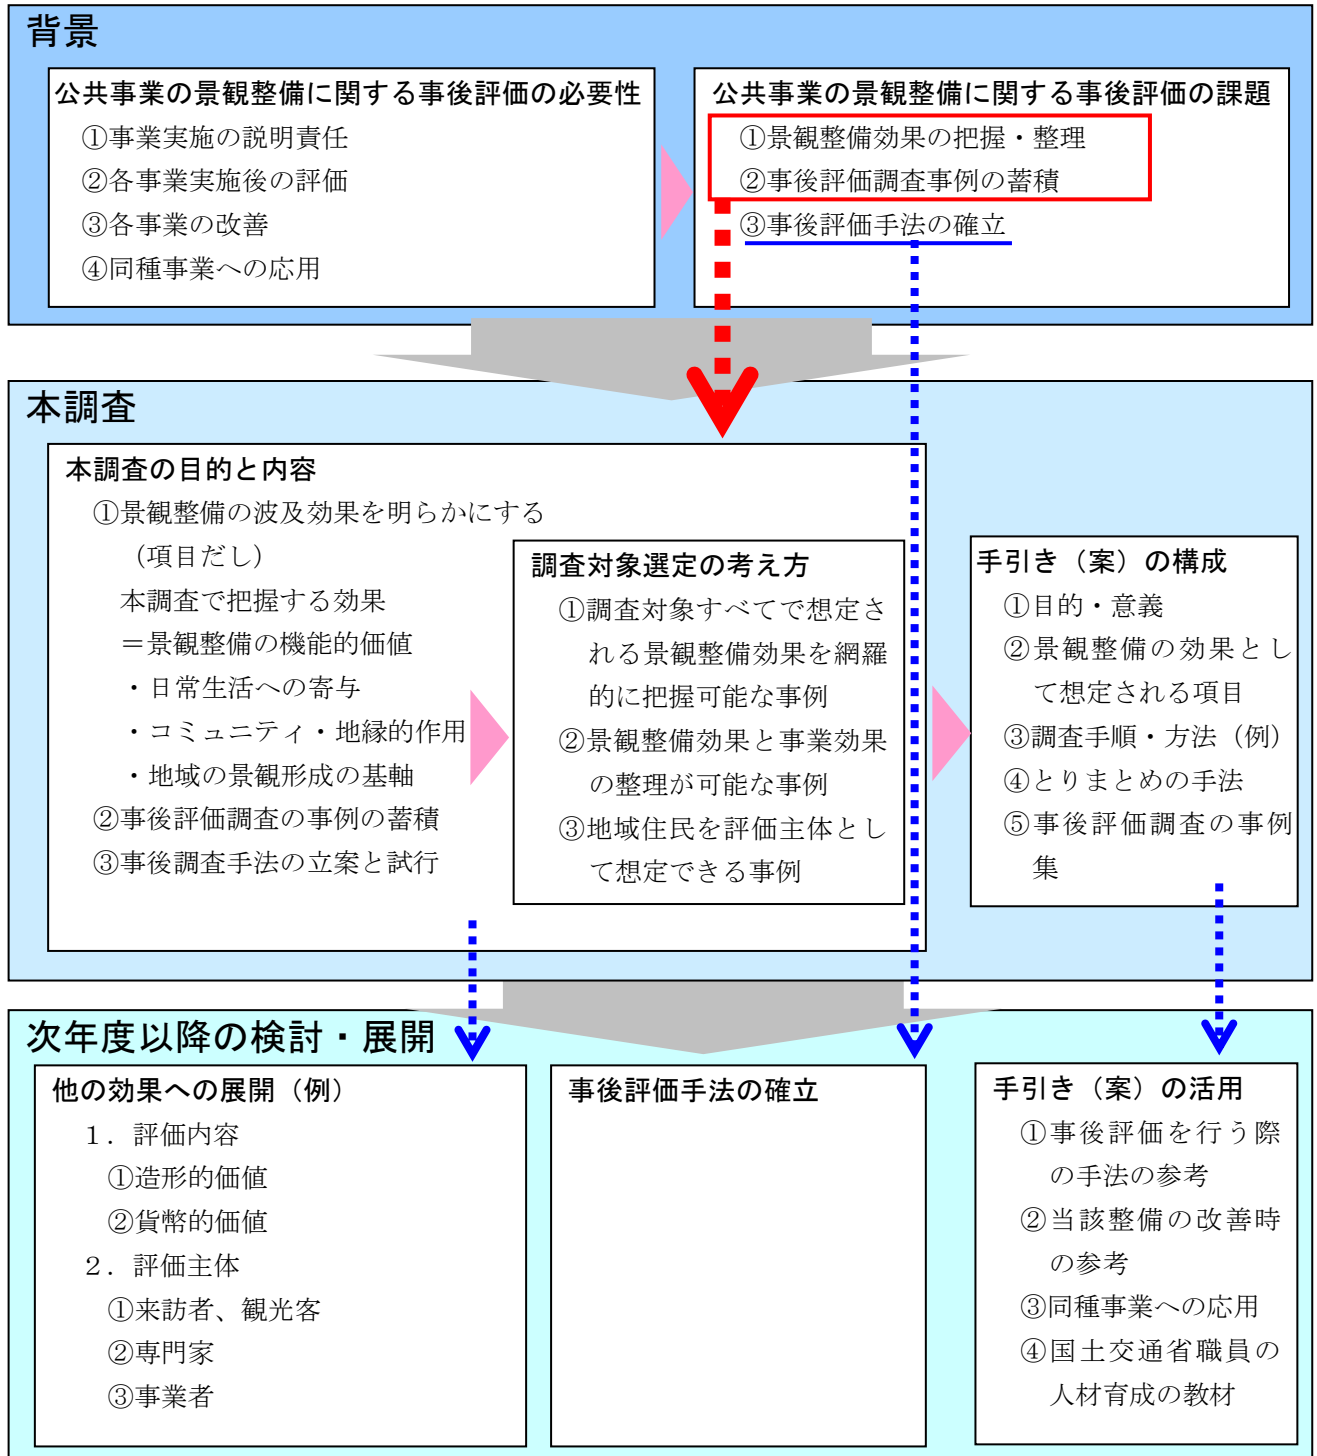 背景
公共事業の景観整備に関する事後評価の必要性
①事業実施の説明責任
②各事業実施後の評価
③各事業の改善
④同種事業への応用
公共事業の景観整備に関する事後評価の課題
①景観整備効果の把握・整理
②事後評価調査事例の蓄積
③事後評価手法の確立
本調査
本調査の目的と内容
①景観整備の波及効果を明らかにする
（項目だし）
本調査で把握する効果
＝景観整備の機能的価値
・日常生活への寄与
・コミュニティ・地縁的作用
・地域の景観形成の基軸
②事後評価調査の事例の蓄積
③事後調査手法の立案と試行
調査対象選定の考え方
①調査対象すべてで想定さ
れる景観整備効果を網羅
的に把握可能な事例
②景観整備効果と事業効果
の整理が可能な事例
③地域住民を評価主体とし
て想定できる事例
手引き（案）の構成
①目的・意義
②景観整備の効果とし
て想定される項目
③調査手順・方法（例）
④とりまとめの手法
⑤事後評価調査の事例
集
次年度以降の検討・展開
他の効果への展開（例）
１．評価内容
①造形的価値
②貨幣的価値
２．評価主体
①来訪者、観光客
②専門家
③事業者
事後評価手法の確立
手引き（案）の活用
①事後評価を行う際
の手法の参考
②当該整備の改善時
の参考
③同種事業への応用
④国土交通省職員の
人材育成の教材